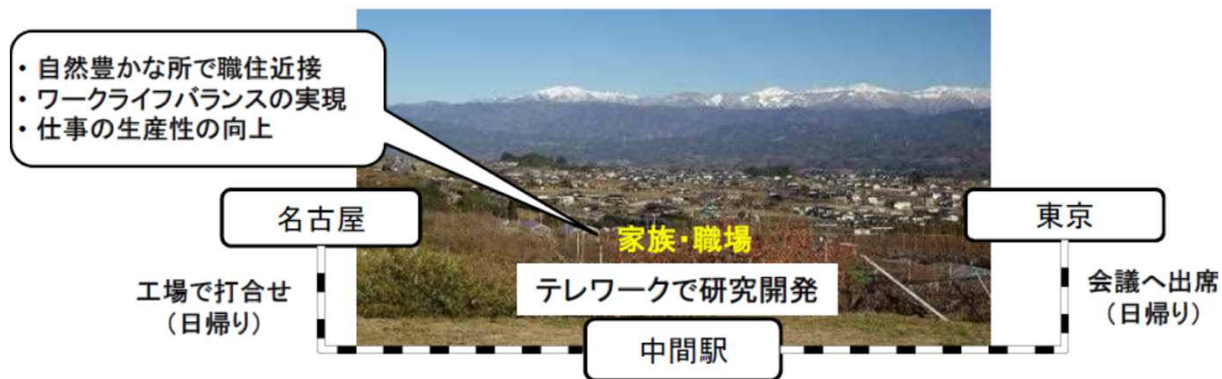 ・ 自然豊かな所で職住近接
・ ワークライフバランスの実現
・ 仕事の生産性の向上
名古屋
東京
家族・職場
工場で打合せ
（日帰り）
テレワークで研究開発
会議へ出席
（日帰り）
中間駅